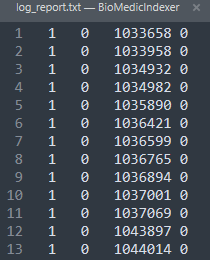 log_report.txt — BioMedicIndexer ×
1 1 0 1033658 0
2 1 0 1033958 0
3 1 0 1034932 0
4 1 0 1034982 0
5 1 0 1035890 0
6 1 0 1036421 0
7 1 0 1036599 0
8 1 0 1036765 0
9 1 0 1036894 0
10 1 0 1037001 0
11 1 0 1037069 0
12 1 0 1043897 0
13 1 0 1044014 0